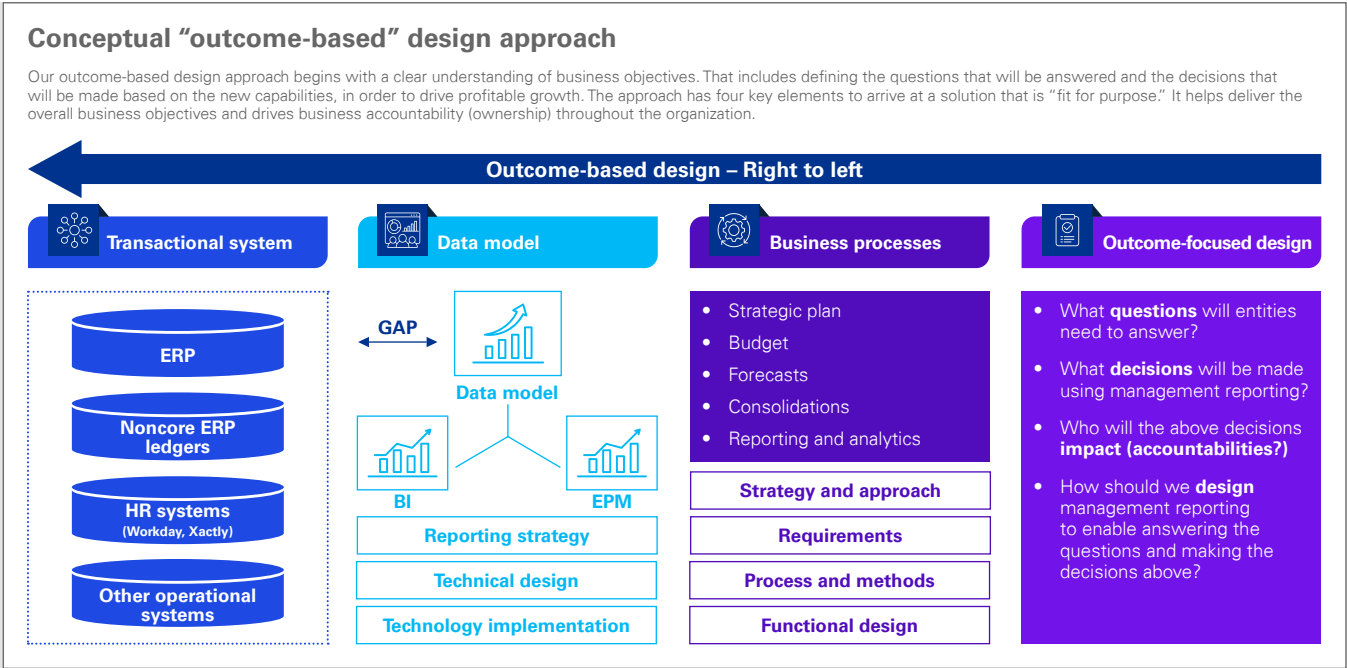 Conceptual “outcome-based” design approach
Our outcome-based design approach begins with a clear understanding of business objectives. That includes defining the questions that will be answered and the decisions that
will be made based on the new capabilities, in order to drive profitable growth. The approach has four key elements to arrive at a solution that is “fit for purpose.” It helps deliver the
overall business objectives and drives business accountability (ownership) throughout the organization.
Outcome-based design – Right to left
Transactional system
ERP
Noncore ERP
ledgers
HR systems
(Workday, Xactly)
Other operational
systems
Data model
GAP
Data model
BI
EPM
Reporting strategy
Technical design
Technology implementation
Business processes
• Strategic plan
• Budget
• Forecasts
• Consolidations
• Reporting and analytics
Strategy and approach
Requirements
Process and methods
Functional design
Outcome-focused design
• What questions will entities
need to answer?
• What decisions will be made
using management reporting?
• Who will the above decisions
impact (accountabilities?)
• How should we design
management reporting
to enable answering the
questions and making the
decisions above?